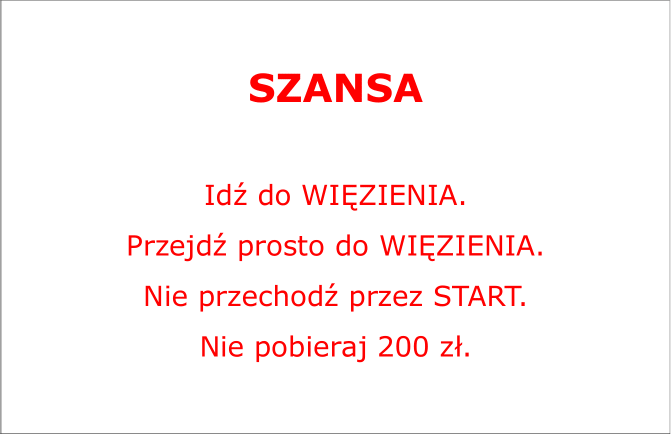 SZANSA
Idź do WIĘZIENIA.
Przejdź prosto do WIĘZIENIA.
Nie przechodź przez START.
Nie pobieraj 200 zł.